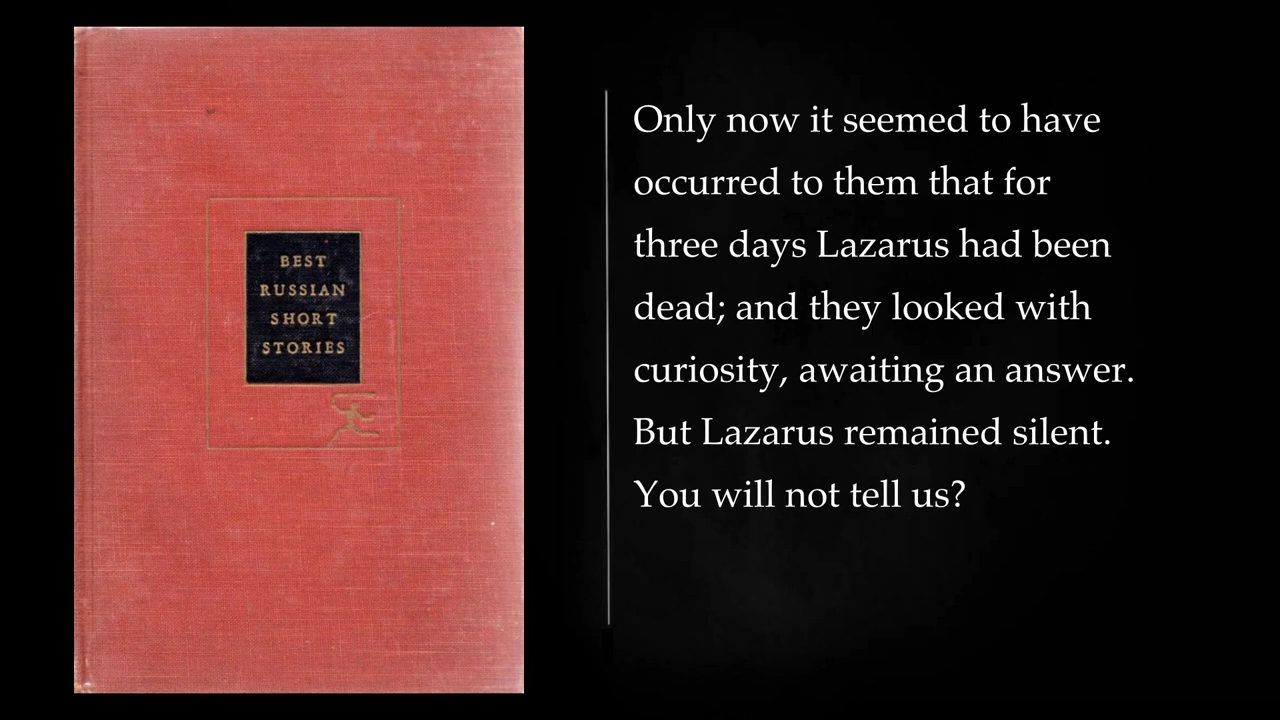 BEST
RUSSIAN
SHORT
STORIES
Only now it seemed to have
occurred to them that for
three days Lazarus had been
dead; and they looked with
curiosity, awaiting an answer.
But Lazarus remained silent.
You will not tell us?